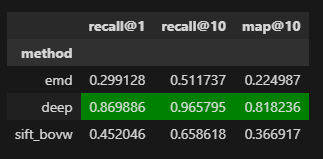 recall@1 recall@10 map@10
method
emd 0.299128 0.511737 0.224987
deep 0.869886 0.965795 0.818236
sift_bovw 0.452046 0.658618 0.366917